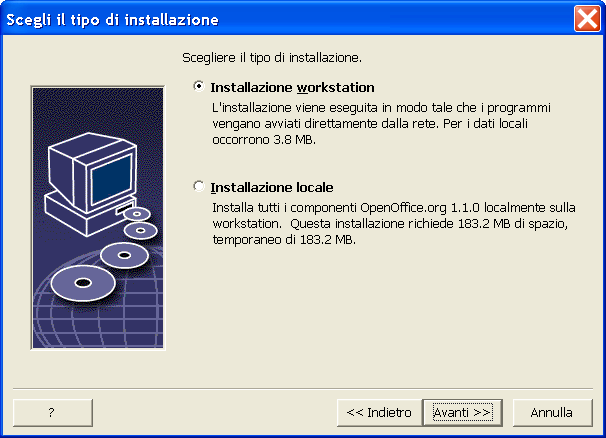 Scegli il tipo di installazione
Scegliere il tipo di installazione.
Installazione workstation
L'installazione viene eseguita in modo tale che i programmi
vengano avviati direttamente dalla rete. Per i dati locali
occorrono 3.8 MB.
Installazione locale
Installa tutti i componenti OpenOffice.org 1.1.0 localmente sulla
workstation. Questa installazione richiede 183.2 MB di spazio,
temporaneo di 183.2 MB.
?
<< Indietro
Avanti >>
Annulla